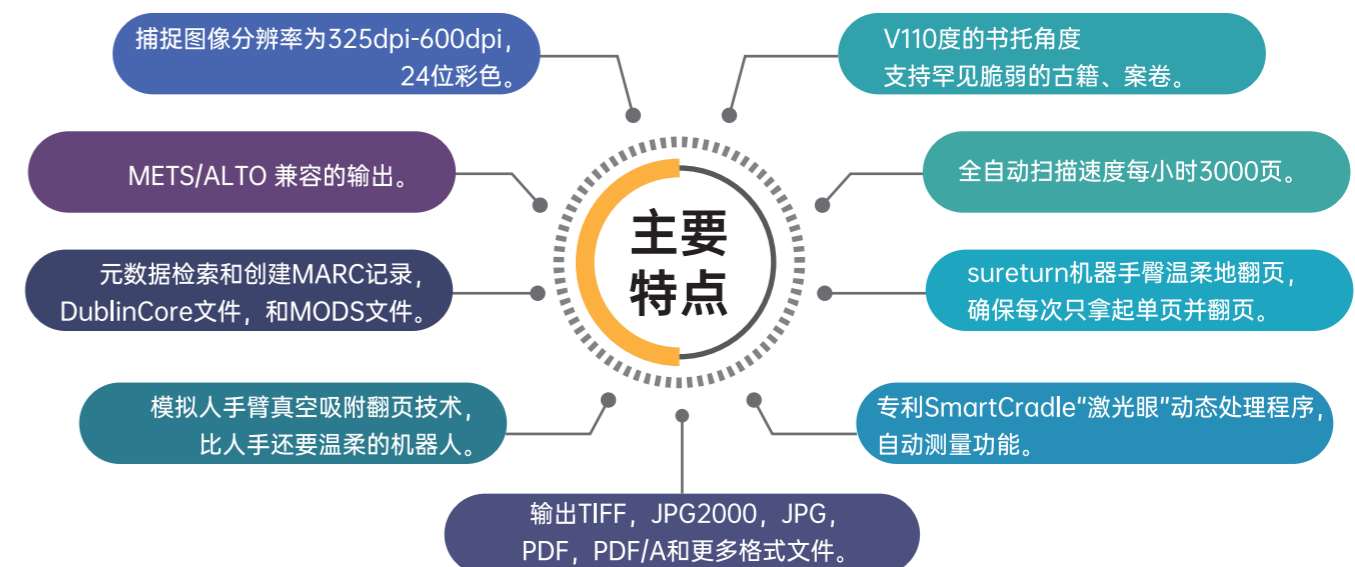 捕捉图像分辨率为325dpi-600dpi，
24位彩色。
METS/ALTO 兼容的输出。
元数据检索和创建MARC记录，
DublinCore文件，和MODS文件。
模拟人手臂真空吸附翻页技术，
比人手还要温柔的机器人。
主要
特点
V110度的书托角度
支持罕见脆弱的古籍、案卷。
全自动扫描速度每小时3000页。
sureturn机器手臂温柔地翻页，
确保每次只拿起单页并翻页。
专利SmartCradle"激光眼"动态处理程序，
自动测量功能。
输出TIFF，JPG2000，JPG，
PDF，PDF/A和更多格式文件。